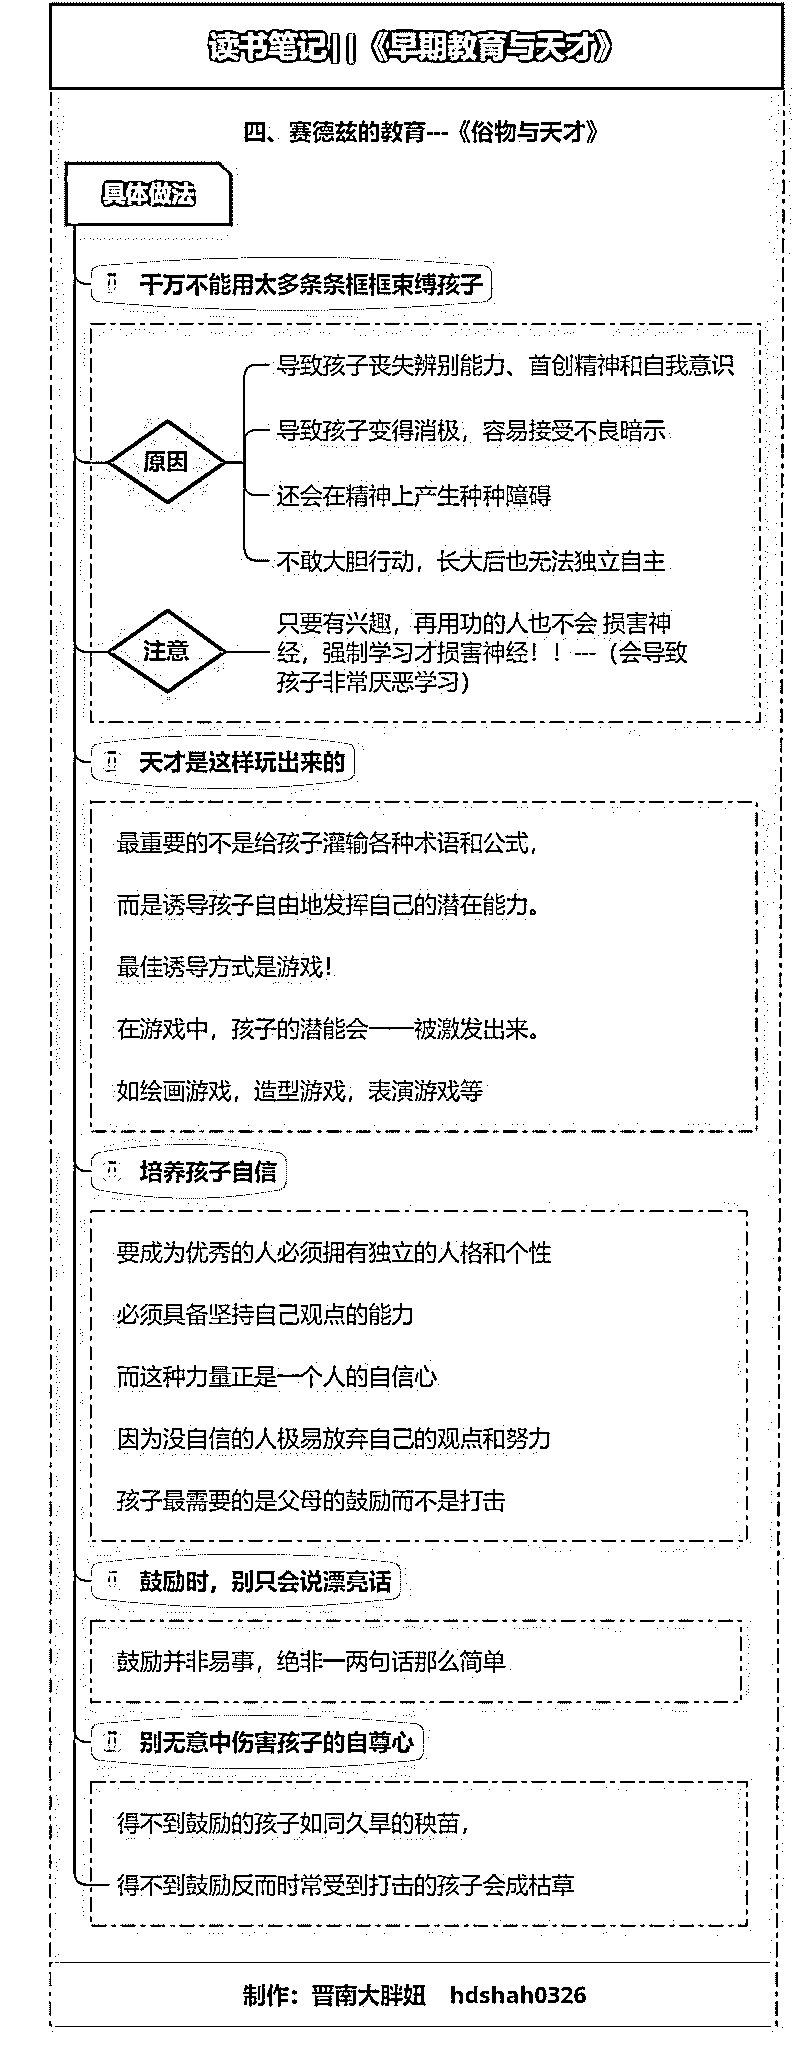 读书笔记||《早期教育与天才》
四、赛德兹的教育---《俗物与天才》
具体做法
千万不能用太多条条框框束缚孩子
原因
导致孩子丧失辨别能力、首创精神和自我意识
导致孩子变得消极，容易接受不良暗示
还会在精神上产生种种障碍
不敢大胆行动，长大后也无法独立自主
注意
只要有兴趣，再用功的人也不会 损害神
经，强制学习才损害神经！！---（会导致
孩子非常厌恶学习）
天才是这样玩出来的
最重要的不是给孩子灌输各种术语和公式，
而是诱导孩子自由地发挥自己的潜在能力。
最佳诱导方式是游戏！
在游戏中，孩子的潜能会一一被激发出来。
如绘画游戏，造型游戏，表演游戏等
培养孩子自信
要成为优秀的人必须拥有独立的人格和个性
必须具备坚持自己观点的能力
而这种力量正是一个人的自信心
因为没自信的人极易放弃自己的观点和努力
孩子最需要的是父母的鼓励而不是打击
鼓励时，别只会说漂亮话
鼓励并非易事，绝非一两句话那么简单
别无意中伤害孩子的自尊心
得不到鼓励的孩子如同久旱的秧苗，
得不到鼓励反而时常受到打击的孩子会成枯草
制作：晋南大胖妞 hdshah0326